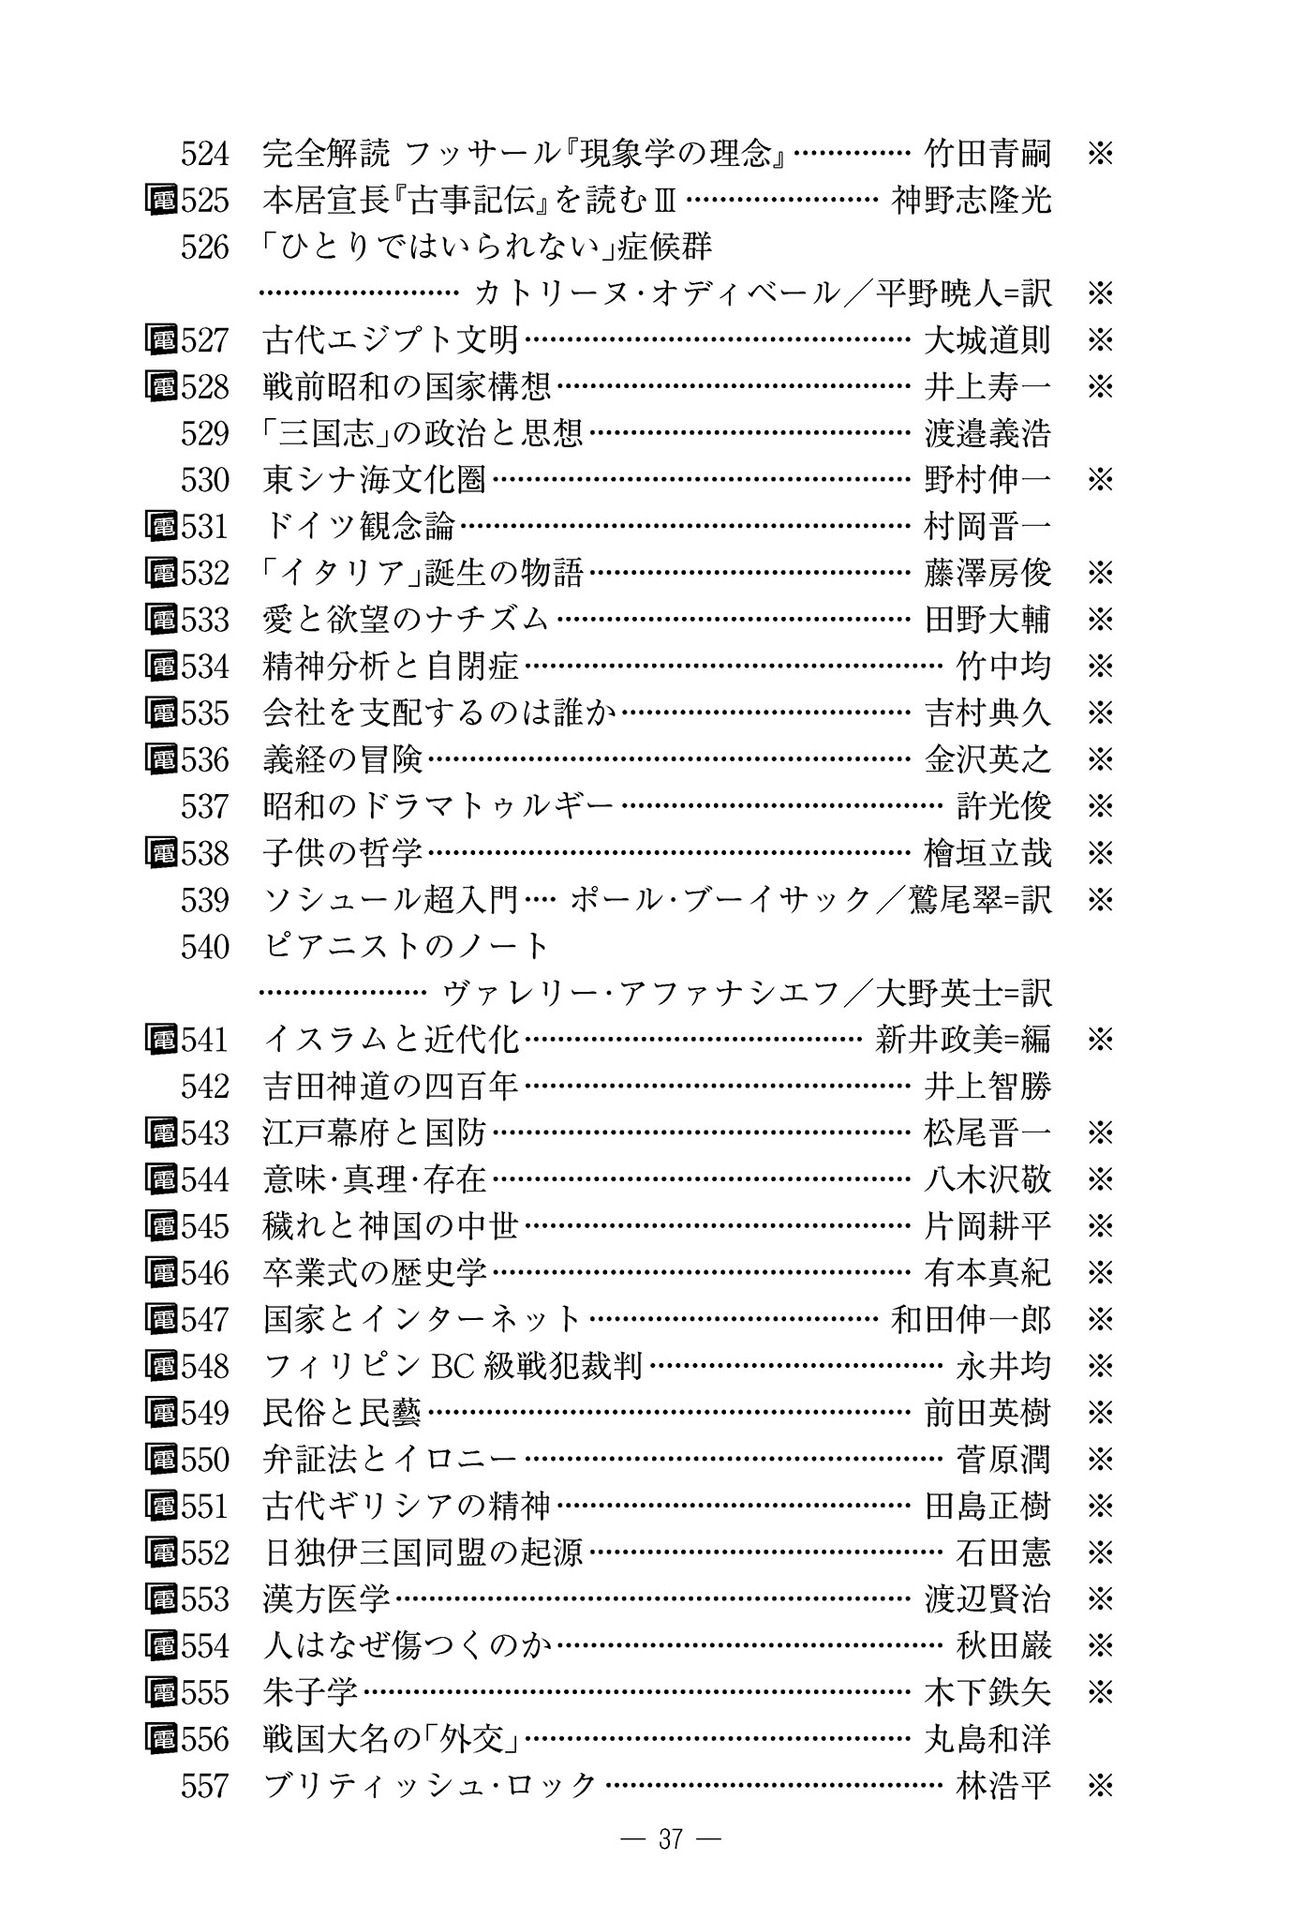 524 完全解読 フッサール『現象学の理念』…………… 竹田青嗣 ※
電525 本居宣長『古事記伝』を読むⅢ…………………… 神野志隆光
526 「ひとりではいられない」症候群
…………………… カトリーヌ・オディベール／平野暁人=訳 ※
電527 古代エジプト文明………………………………………… 大城道則 ※
電528 戦前昭和の国家構想……………………………………… 井上寿一 ※
529 「三国志」の政治と思想………………………………… 渡邉義浩
530 東シナ海文化圏…………………………………………… 野村伸一 ※
電531 ドイツ観念論……………………………………………… 村岡晋一
電532 「イタリア」誕生の物語………………………………… 藤澤房俊 ※
電533 愛と欲望のナチズム……………………………………… 田野大輔 ※
電534 精神分析と自閉症……………………………………………… 竹中均 ※
電535 会社を支配するのは誰か……………………………… 吉村典久 ※
電536 義経の冒険…………………………………………………… 金沢英之 ※
537 昭和のドラマトゥルギー………………………………… 許光俊 ※
電538 子供の哲学…………………………………………………… 檜垣立哉 ※
539 ソシュール超入門…… ポール・ブーイサック／鷲尾翠=訳 ※
540 ピアニストのノート
………………… ヴァレリー・アファナシエフ／大野英士=訳
電541 イスラムと近代化…………………………………… 新井政美=編 ※
542 吉田神道の四百年………………………………………… 井上智勝
電543 江戸幕府と国防…………………………………………… 松尾晋一 ※
電544 意味・真理・存在…………………………………………… 八木沢敬 ※
電545 穢れと神国の中世………………………………………… 片岡耕平 ※
電546 卒業式の歴史学…………………………………………… 有本真紀 ※
電547 国家とインターネット……………………………… 和田伸一郎 ※
電548 フィリピンBC級戦犯裁判……………………………… 永井均 ※
電549 民俗と民藝…………………………………………………… 前田英樹 ※
電550 弁証法とイロニー……………………………………………… 菅原潤 ※
電551 古代ギリシアの精神……………………………………… 田島正樹 ※
電552 日独伊三国同盟の起源……………………………………… 石田憲 ※
電553 漢方医学……………………………………………………… 渡辺賢治 ※
電554 人はなぜ傷つくのか………………………………………… 秋田巌 ※
電555 朱子学………………………………………………………… 木下鉄矢 ※
電556 戦国大名の「外交」………………………………………… 丸島和洋
557 ブリティッシュ・ロック…………………………………… 林浩平 ※
― 37 ―